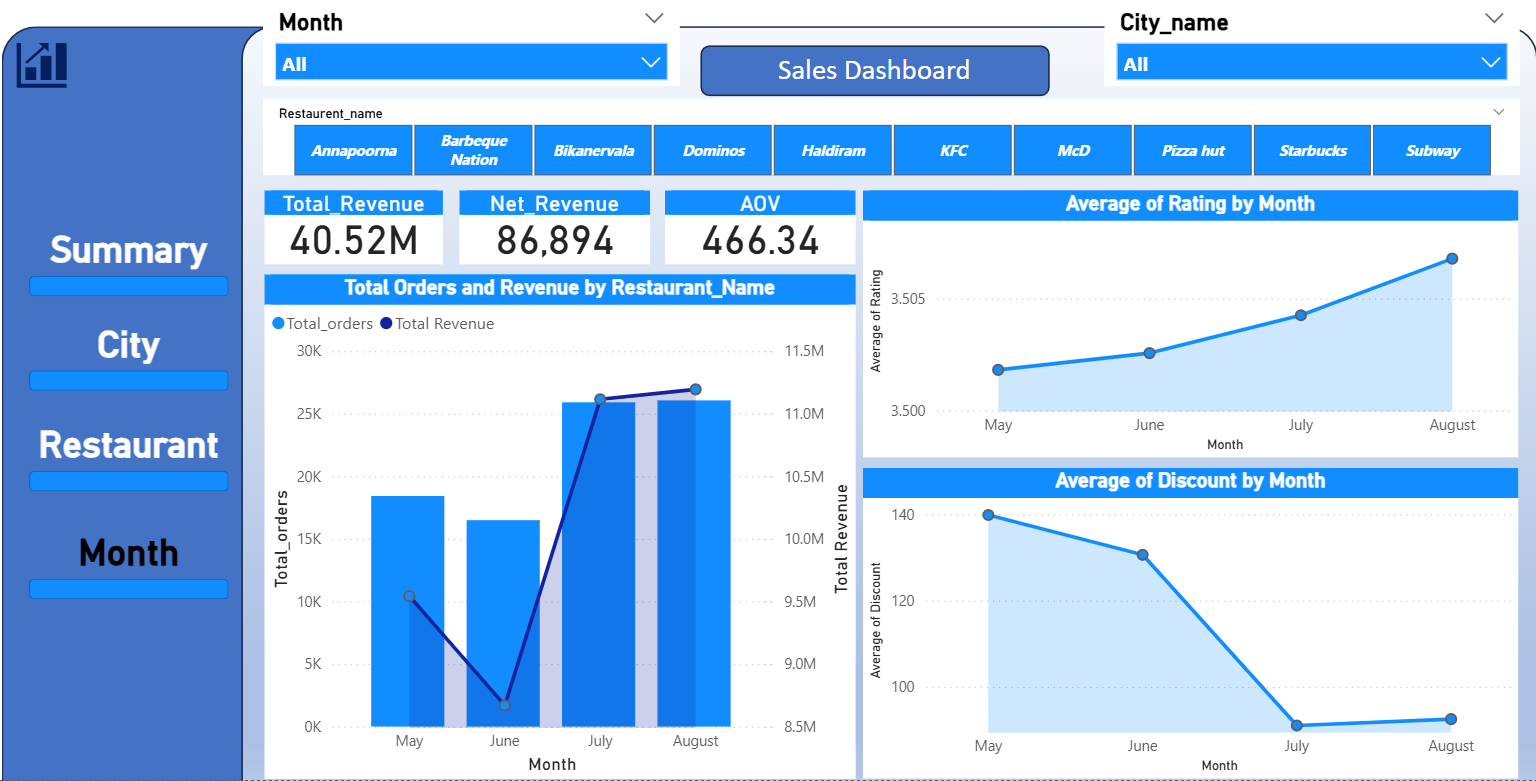 Month
All
Sales Dashboard
City_name
All
Restaurent_name
Annapoorna
Barbeque
Nation
Bikanervala
Dominos
Haldiram
KFC
McD
Pizza hut
Starbucks
Subway
Summary
City
Restaurant
Month
Total_Revenue
40.52M
Net_Revenue
86,894
AOV
466.34
Total Orders and Revenue by Restaurant_Name
Total_orders
Total Revenue
30K
25K
20K
15K
10K
5K
0K
Total_orders
11.5M
11.0M
10.5M
10.0M
9.5M
9.0M
8.5M
Total Revenue
May
June
July
August
Month
Average of Rating by Month
Average of Rating
3.505
3.500
May
June
July
August
Month
Average of Discount by Month
Average of Discount
140
120
100
May
June
July
August
Month